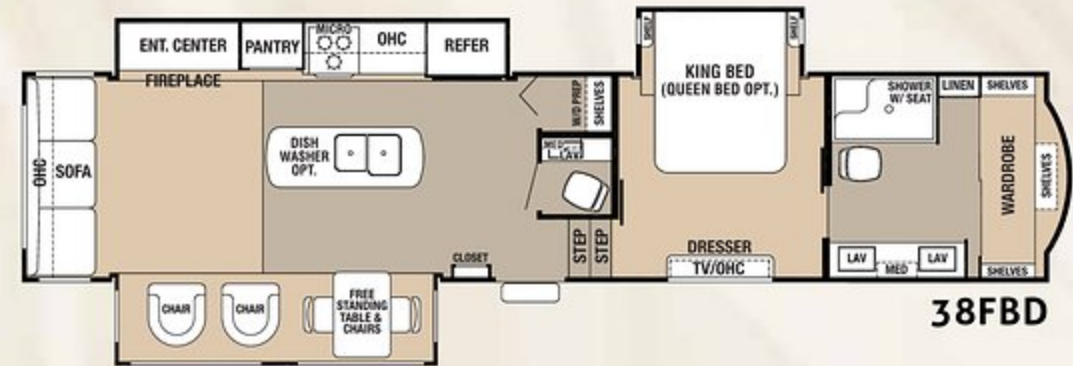 ENT. CENTER
PANTRY
MICRO
OHC
REFER
FIREPLACE
OHC
SOFA
DISH
WASHER
OPT.
W/D PREP
SHELVES
MED
LAV
STEP
STEP
CLOSET
CHAIR
CHAIR
FREE
STANDING
TABLE &
CHAIRS
SHELF
SHELF
KING BED
(QUEEN BED OPT.)
DRESSER
TV/OHC
SHOWER
W/ SEAT
LINEN
SHELVES
WARDROBE
SHELVES
SHELVES
LAV
MED
LAV
38FBD